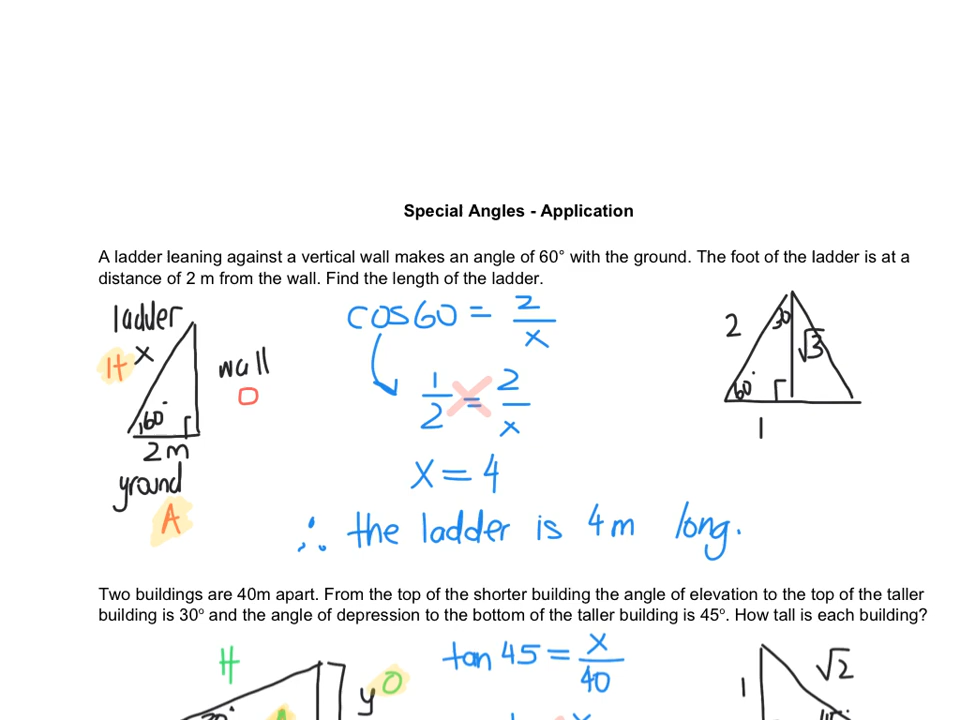 Special Angles - Application
A ladder leaning against a vertical wall makes an angle of 60° with the ground. The foot of the ladder is at a
distance of 2 m from the wall. Find the length of the ladder.
ladder
H x
wall
O
60°
2m
ground
A
cos60 = 2/x
1/2 = 2/x
x = 4
∴ the ladder is 4m long.
2 30 √3
60°
1
Two buildings are 40m apart. From the top of the shorter building the angle of elevation to the top of the taller
building is 30° and the angle of depression to the bottom of the taller building is 45°. How tall is each building?
H
y O
tan 45 = x/40
1 √2